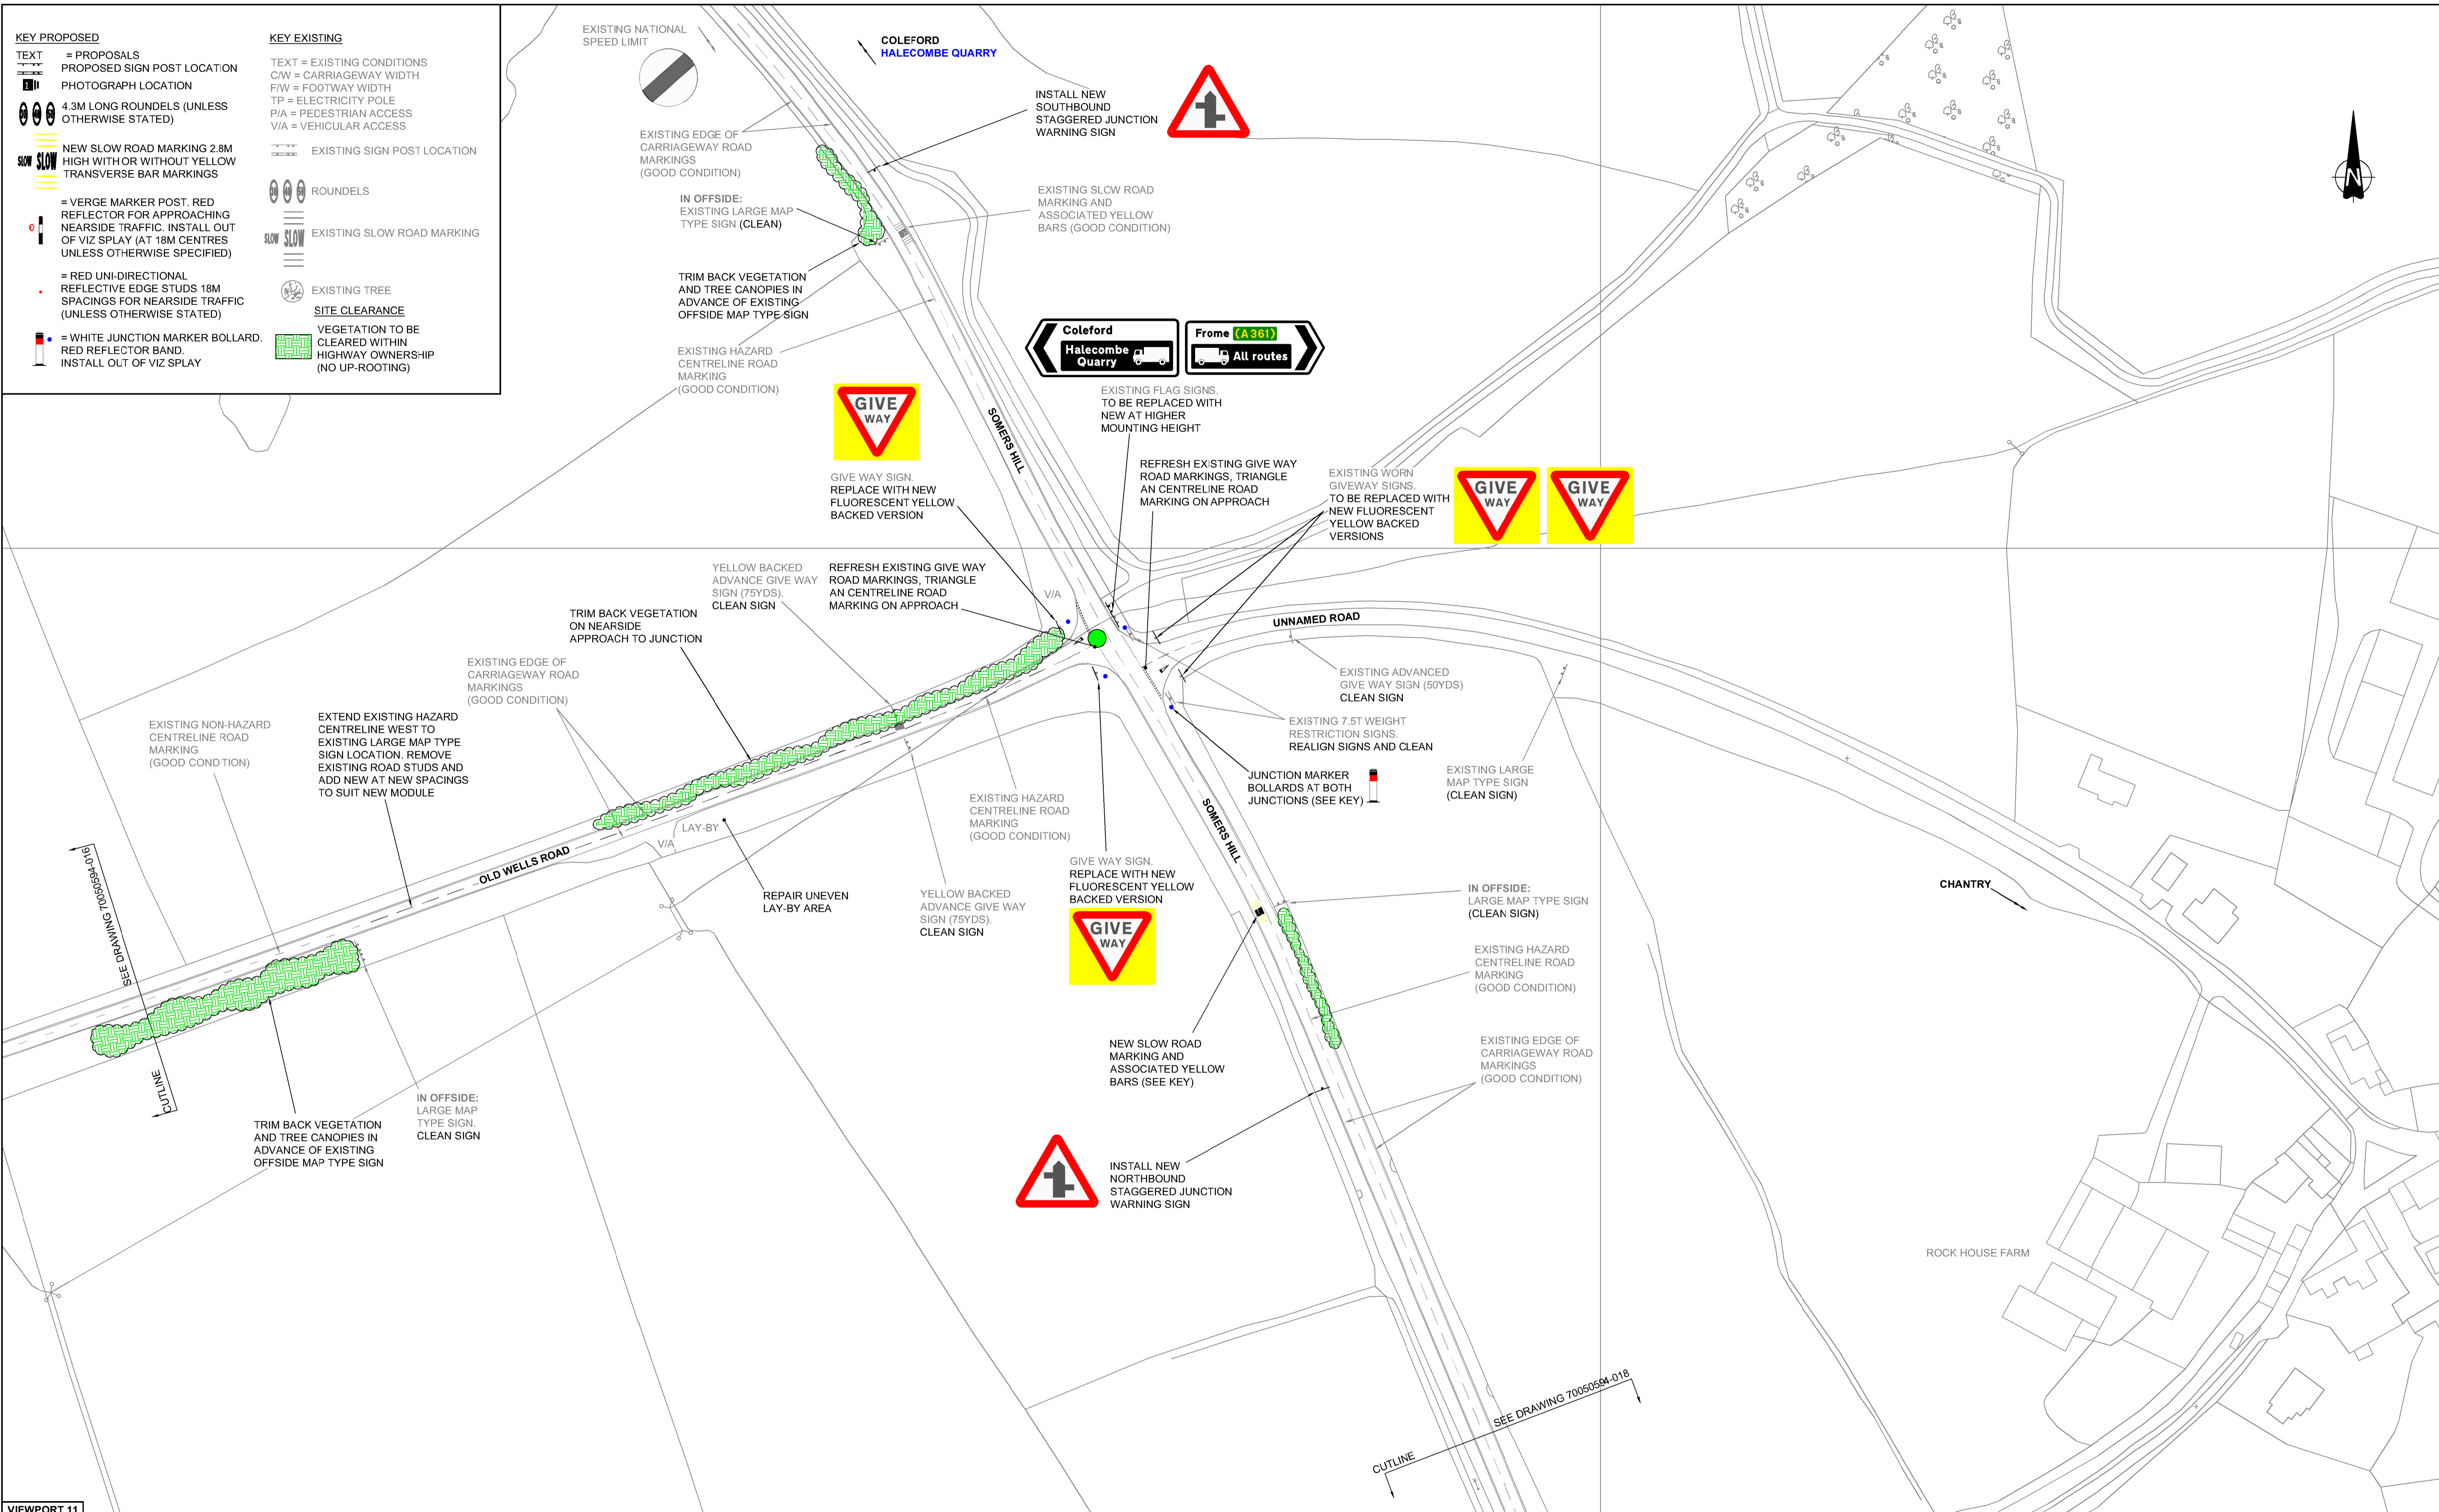 KEY PROPOSED
TEXT = PROPOSALS
PROPOSED SIGN POST LOCATION
PHOTOGRAPH LOCATION
4.3M LONG ROUNDELS (UNLESS
OTHERWISE STATED)
SLOW SLOW
NEW SLOW ROAD MARKING 2.8M
HIGH WITH OR WITHOUT YELLOW
TRANSVERSE BAR MARKINGS
= VERGE MARKER POST. RED
REFLECTOR FOR APPROACHING
NEARSIDE TRAFFIC. INSTALL OUT
OF VIZ SPLAY (AT 18M CENTRES
UNLESS OTHERWISE SPECIFIED)
= RED UNI-DIRECTIONAL
REFLECTIVE EDGE STUDS 18M
SPACINGS FOR NEARSIDE TRAFFIC
(UNLESS OTHERWISE STATED)
= WHITE JUNCTION MARKER BOLLARD.
RED REFLECTOR BAND.
INSTALL OUT OF VIZ SPLAY
KEY EXISTING
TEXT = EXISTING CONDITIONS
C/W = CARRIAGEWAY WIDTH
F/W = FOOTWAY WIDTH
TP = ELECTRICITY POLE
P/A = PEDESTRIAN ACCESS
V/A = VEHICULAR ACCESS
EXISTING SIGN POST LOCATION
ROUNDELS
SLOW SLOW
EXISTING SLOW ROAD MARKING
EXISTING TREE
SITE CLEARANCE
VEGETATION TO BE
CLEARED WITHIN
HIGHWAY OWNERSHIP
(NO UP-ROOTING)
EXISTING NATIONAL
SPEED LIMIT
COLEFORD
HALECOMBE QUARRY
INSTALL NEW
SOUTHBOUND
STAGGERED JUNCTION
WARNING SIGN
N
EXISTING EDGE OF
CARRIAGEWAY ROAD
MARKINGS
(GOOD CONDITION)
IN OFFSIDE:
EXISTING LARGE MAP
TYPE SIGN (CLEAN)
EXISTING SLOW ROAD
MARKING AND
ASSOCIATED YELLOW
BARS (GOOD CONDITION)
TRIM BACK VEGETATION
AND TREE CANOPIES IN
ADVANCE OF EXISTING
OFFSIDE MAP TYPE SIGN
EXISTING HAZARD
CENTRELINE ROAD
MARKING
(GOOD CONDITION)
Coleford
Halecombe
Quarry
Frome (A361)
All routes
EXISTING FLAG SIGNS.
TO BE REPLACED WITH
NEW AT HIGHER
MOUNTING HEIGHT
SOMERS HILL
GIVE
WAY
GIVE WAY SIGN.
REPLACE WITH NEW
FLUORESCENT YELLOW
BACKED VERSION
REFRESH EXISTING GIVE WAY
ROAD MARKINGS, TRIANGLE
AN CENTRELINE ROAD
MARKING ON APPROACH
EXISTING WORN
GIVEWAY SIGNS.
TO BE REPLACED WITH
NEW FLUORESCENT
YELLOW BACKED
VERSIONS
GIVE
WAY
GIVE
WAY
YELLOW BACKED
ADVANCE GIVE WAY
SIGN (75YDS).
CLEAN SIGN
REFRESH EXISTING GIVE WAY
ROAD MARKINGS, TRIANGLE
AN CENTRELINE ROAD
MARKING ON APPROACH
V/A
TRIM BACK VEGETATION
ON NEARSIDE
APPROACH TO JUNCTION
UNNAMED ROAD
EXISTING EDGE OF
CARRIAGEWAY ROAD
MARKINGS
(GOOD CONDITION)
EXISTING ADVANCED
GIVE WAY SIGN (50YDS)
CLEAN SIGN
EXISTING NON-HAZARD
CENTRELINE ROAD
MARKING
(GOOD CONDITION)
EXTEND EXISTING HAZARD
CENTRELINE WEST TO
EXISTING LARGE MAP TYPE
SIGN LOCATION. REMOVE
EXISTING ROAD STUDS AND
ADD NEW AT NEW SPACINGS
TO SUIT NEW MODULE
EXISTING 7.5T WEIGHT
RESTRICTION SIGNS.
REALIGN SIGNS AND CLEAN
JUNCTION MARKER
BOLLARDS AT BOTH
JUNCTIONS (SEE KEY)
EXISTING LARGE
MAP TYPE SIGN
(CLEAN SIGN)
EXISTING HAZARD
CENTRELINE ROAD
MARKING
(GOOD CONDITION)
LAY-BY
V/A
OLD WELLS ROAD
SOMERS HILL
SEE DRAWING 70050594-016
CUTLINE
REPAIR UNEVEN
LAY-BY AREA
YELLOW BACKED
ADVANCE GIVE WAY
SIGN (75YDS).
CLEAN SIGN
GIVE WAY SIGN.
REPLACE WITH NEW
FLUORESCENT YELLOW
BACKED VERSION
GIVE
WAY
IN OFFSIDE:
LARGE MAP TYPE SIGN
(CLEAN SIGN)
CHANTRY
EXISTING HAZARD
CENTRELINE ROAD
MARKING
(GOOD CONDITION)
NEW SLOW ROAD
MARKING AND
ASSOCIATED YELLOW
BARS (SEE KEY)
EXISTING EDGE OF
CARRIAGEWAY ROAD
MARKINGS
(GOOD CONDITION)
TRIM BACK VEGETATION
AND TREE CANOPIES IN
ADVANCE OF EXISTING
OFFSIDE MAP TYPE SIGN
IN OFFSIDE:
LARGE MAP
TYPE SIGN.
CLEAN SIGN
INSTALL NEW
NORTHBOUND
STAGGERED JUNCTION
WARNING SIGN
ROCK HOUSE FARM
SEE DRAWING 70050594-018
CUTLINE
VIEWPORT 11